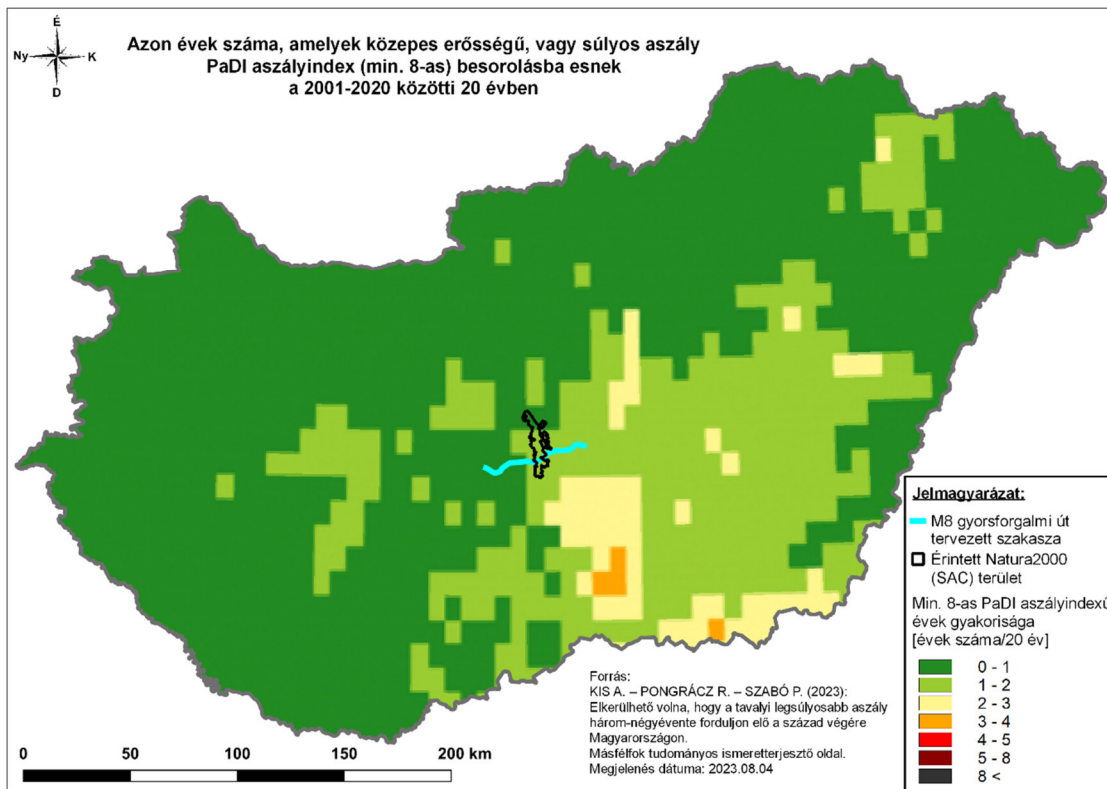 É
Ny
K
D
Azon évek száma, amelyek közepes erősségű, vagy súlyos aszály
PaDI aszályindex (min. 8-as) besorolásba esnek
a 2001-2020 közötti 20 évben
Jelmagyarázat:
M8 gyorsforgalmi út
tervezett szakasza
Érintett Natura2000
(SAC) terület
Min. 8-as PaDI aszályindexű
évek gyakorisága
[évek száma/20 év]
0 - 1
1 - 2
2 - 3
3 - 4
4 - 5
5 - 8
8 <
Forrás:
KIS A. – PONGRÁCZ R. – SZABÓ P. (2023):
Elkerülhető volna, hogy a tavalyi legsúlyosabb aszály
három-négyévente forduljon elő a század végére
Magyarországon.
Másfélfok tudományos ismeretterjesztő oldal.
Megjelenés dátuma: 2023.08.04
0 50 100 150 200 km